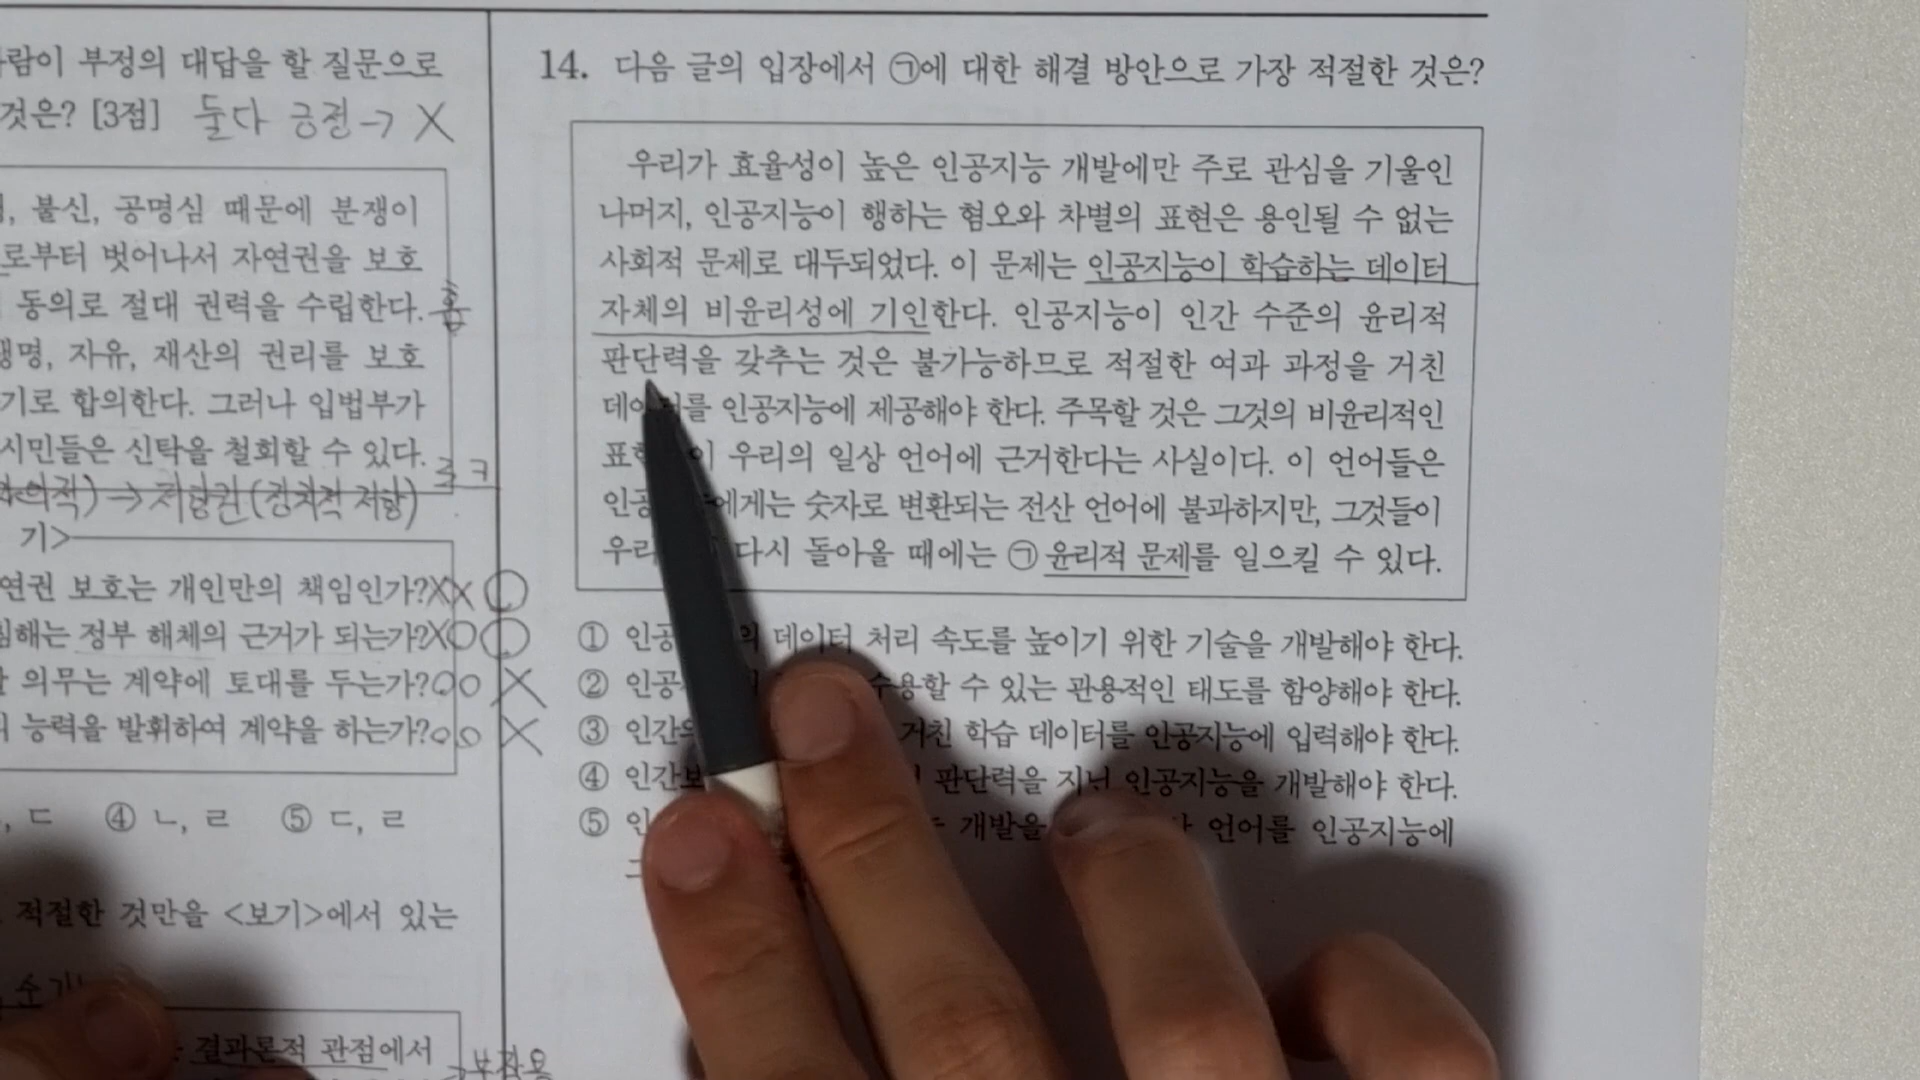 람이 부정의 대답을 할 질문으로
것은? [3점] 둘다 긍정→ X
불신, 공명심 때문에 분쟁이
로부터 벗어나서 자연권을 보호
동의로 절대 권력을 수립한다. 홉
생명, 자유, 재산의 권리를 보호
기로 합의한다. 그러나 입법부가
시민들은 신탁을 철회할 수 있다. 로크
→ 저항권(정치적 저항)
기>
연권 보호는 개인만의 책임인가?XX O
침해는 정부 해체의 근거가 되는가?XO O
할 의무는 계약에 토대를 두는가?OO X
능력을 발휘하여 계약을 하는가?OO X
, ㄷ ④ ㄴ, ㄹ ⑤ ㄷ, ㄹ
적절한 것만을 <보기>에서 있는
결과론적 관점에서
14. 다음 글의 입장에서 ㉠에 대한 해결 방안으로 가장 적절한 것은?
우리가 효율성이 높은 인공지능 개발에만 주로 관심을 기울인
나머지, 인공지능이 행하는 혐오와 차별의 표현은 용인될 수 없는
사회적 문제로 대두되었다. 이 문제는 인공지능이 학습하는 데이터
자체의 비윤리성에 기인한다. 인공지능이 인간 수준의 윤리적
판단력을 갖추는 것은 불가능하므로 적절한 여과 과정을 거친
데이터를 인공지능에 제공해야 한다. 주목할 것은 그것의 비윤리적인
우리의 일상 언어에 근거한다는 사실이다. 이 언어들은
에게는 숫자로 변환되는 전산 언어에 불과하지만, 그것들이
다시 돌아올 때에는 ㉠ 윤리적 문제를 일으킬 수 있다.
① 데이터 처리 속도를 높이기 위한 기술을 개발해야 한다.
② 수용할 수 있는 관용적인 태도를 함양해야 한다.
③ 거친 학습 데이터를 인공지능에 입력해야 한다.
④ 판단력을 지닌 인공지능을 개발해야 한다.
⑤ 개발을 언어를 인공지능에